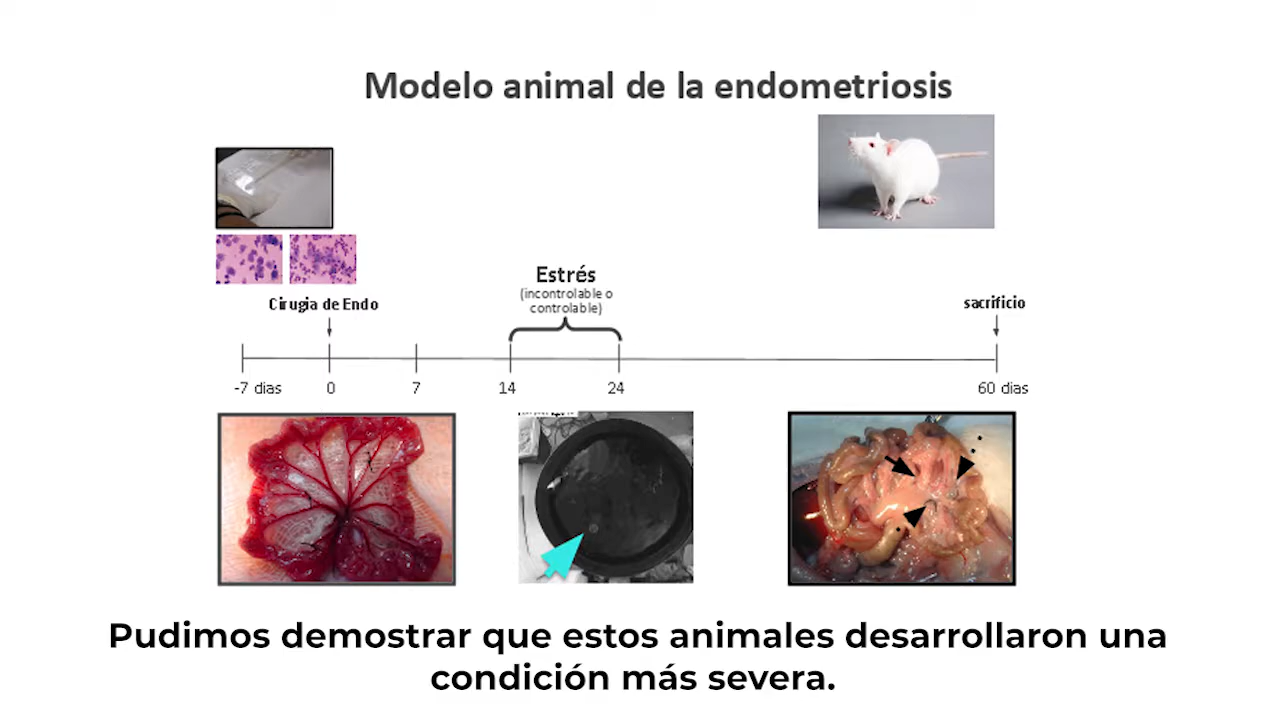 Modelo animal de la endometriosis
Estrés
(incontrolable o
controlable)
Cirugia de Endo
sacrificio
-7 dias 0 7 14 24 60 dias
Pudimos demostrar que estos animales desarrollaron una
condición más severa.